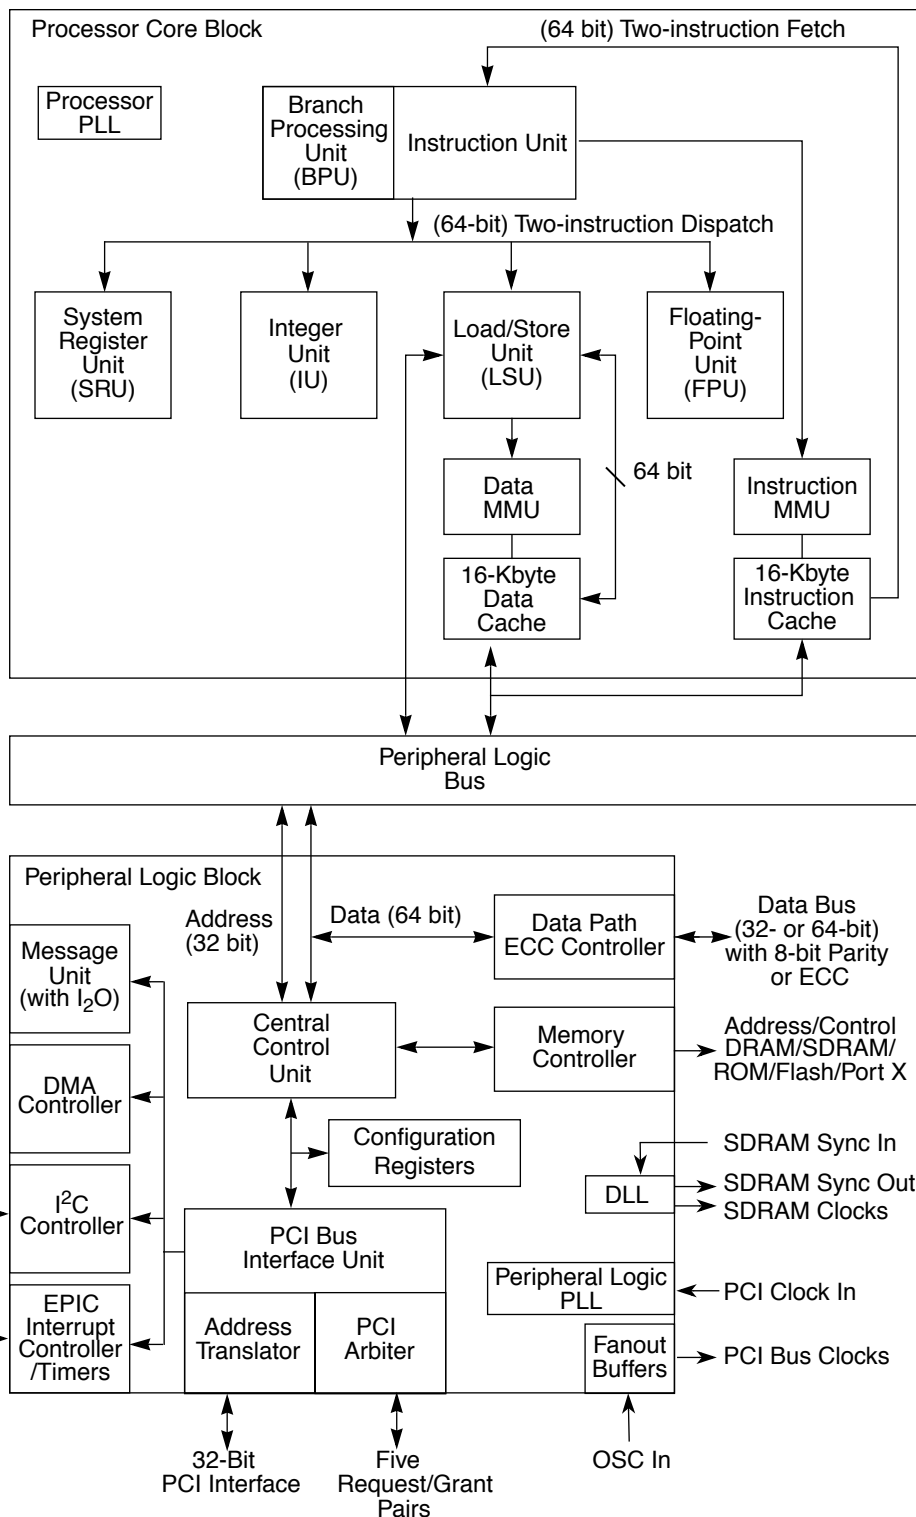 Processor Core Block
(64 bit) Two-instruction Fetch
Processor
PLL
Branch
Processing
Unit
(BPU)
Instruction Unit
(64-bit) Two-instruction Dispatch
System
Register
Unit
(SRU)
Integer
Unit
(IU)
Load/Store
Unit
(LSU)
Floating-
Point
Unit
(FPU)
64 bit
Data
MMU
Instruction
MMU
16-Kbyte
Data
Cache
16-Kbyte
Instruction
Cache
Peripheral Logic
Bus
Peripheral Logic Block
Address
(32 bit)
Data (64 bit)
Data Path
ECC Controller
Data Bus
(32- or 64-bit)
with 8-bit Parity
or ECC
Message
Unit
(with I2O)
Central
Control
Unit
Memory
Controller
Address/Control
DRAM/SDRAM/
ROM/Flash/Port X
DMA
Controller
Configuration
Registers
SDRAM Sync In
DLL
SDRAM Sync Out
SDRAM Clocks
I2C
Controller
PCI Bus
Interface Unit
Peripheral Logic
PLL
PCI Clock In
EPIC
Interrupt
Controller
/Timers
Address
Translator
PCI
Arbiter
Fanout
Buffers
PCI Bus Clocks
32-Bit
PCI Interface
Five
Request/Grant
Pairs
OSC In